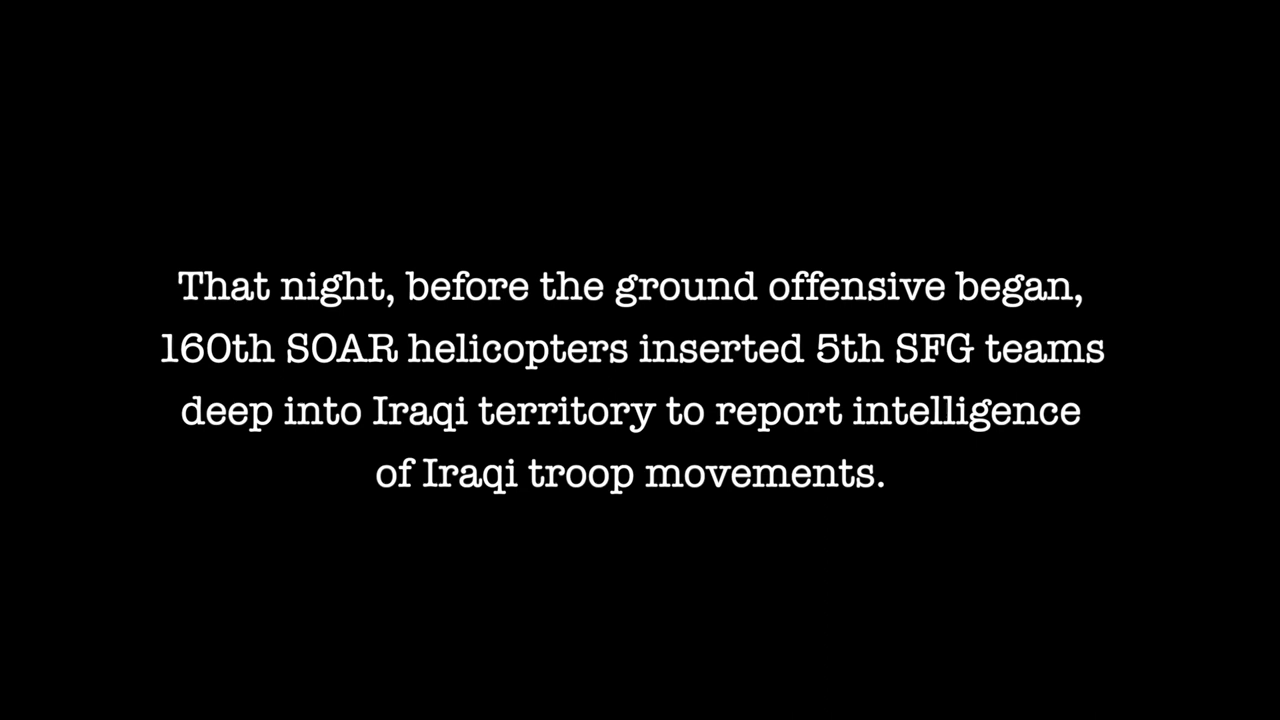 That night, before the ground offensive began,
160th SOAR helicopters inserted 5th SFG teams
deep into Iraqi territory to report intelligence
of Iraqi troop movements.